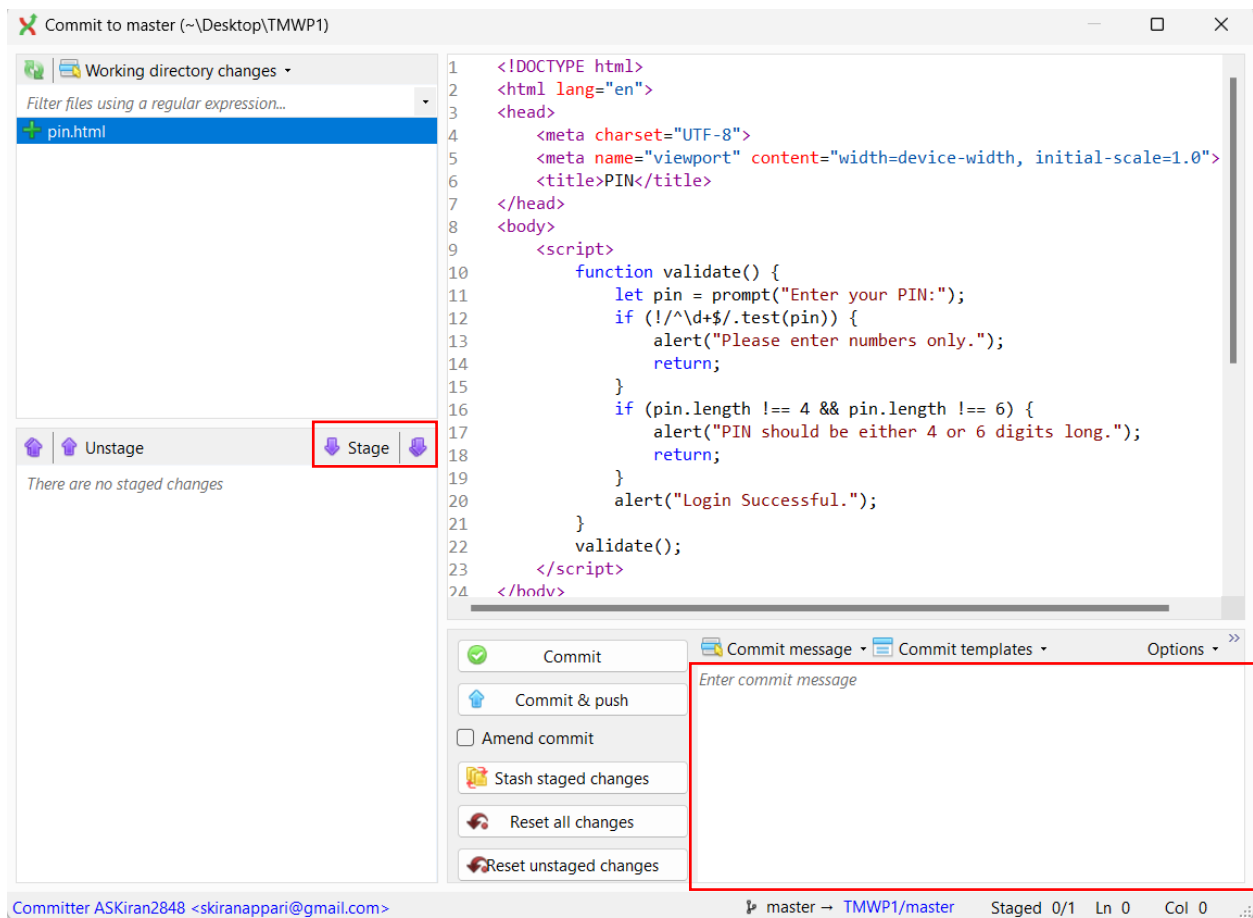 Commit to master (~\Desktop\TMWP1)
Working directory changes
Filter files using a regular expression...
pin.html
Unstage
Stage
There are no staged changes
1 <!DOCTYPE html>
2 <html lang="en">
3 <head>
4     <meta charset="UTF-8">
5     <meta name="viewport" content="width=device-width, initial-scale=1.0">
6     <title>PIN</title>
7 </head>
8 <body>
9     <script>
10         function validate() {
11             let pin = prompt("Enter your PIN:");
12             if (!/^\d+$/.test(pin)) {
13                 alert("Please enter numbers only.");
14                 return;
15             }
16             if (pin.length !== 4 && pin.length !== 6) {
17                 alert("PIN should be either 4 or 6 digits long.");
18                 return;
19             }
20             alert("Login Successful.");
21         }
22         validate();
23     </script>
24 </body>
Commit
Commit & push
Amend commit
Stash staged changes
Reset all changes
Reset unstaged changes
Commit message
Commit templates
Options
Enter commit message
Committer ASKiran2848 <skiranappari@gmail.com>
master → TMWP1/master
Staged 0/1
Ln 0
Col 0